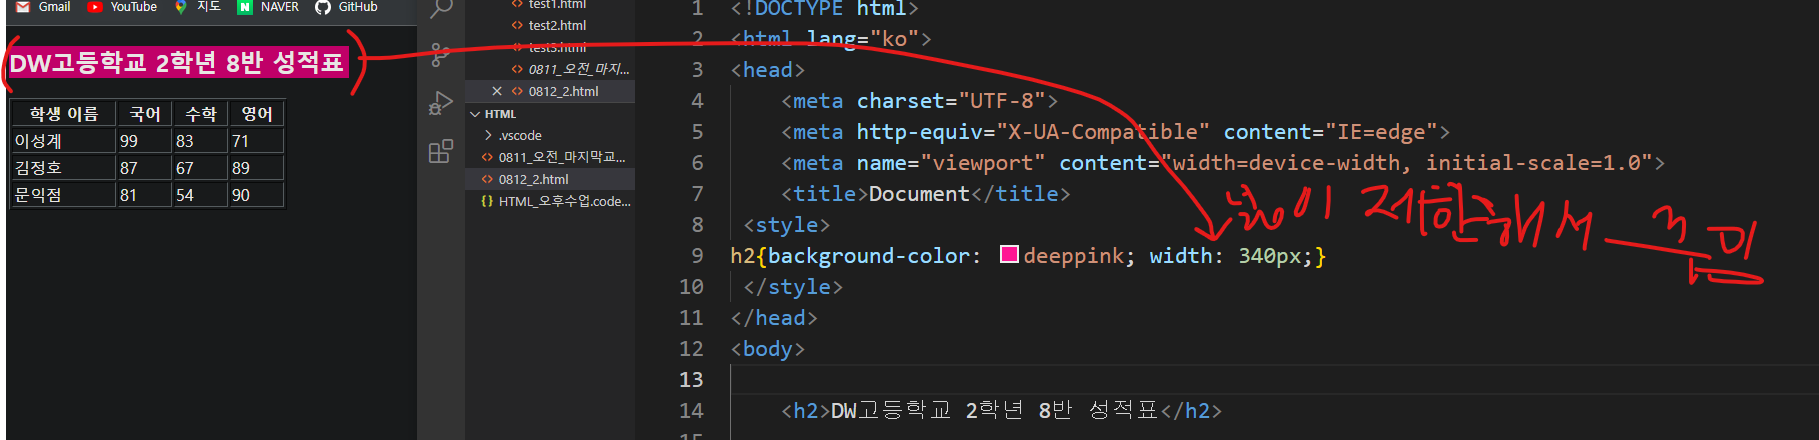 Gmail YouTube 지도 NAVER GitHub
DW고등학교 2학년 8반 성적표
학생 이름 국어 수학 영어
이성계 99 83 71
김정호 87 67 89
문익점 81 54 90
test1.html
test2.html
test3.html
0811_오전_마지...
0812_2.html
HTML
.vscode
0811_오전_마지막교...
0812_2.html
{} HTML_오후수업.code...
1 <!DOCTYPE html>
2 <html lang="ko">
3 <head>
4 <meta charset="UTF-8">
5 <meta http-equiv="X-UA-Compatible" content="IE=edge">
6 <meta name="viewport" content="width=device-width, initial-scale=1.0">
7 <title>Document</title>
8 <style>
9 h2{background-color: deeppink; width: 340px;}
10 </style>
11 </head>
12 <body>
13
14 <h2>DW고등학교 2학년 8반 성적표</h2>
제한해서